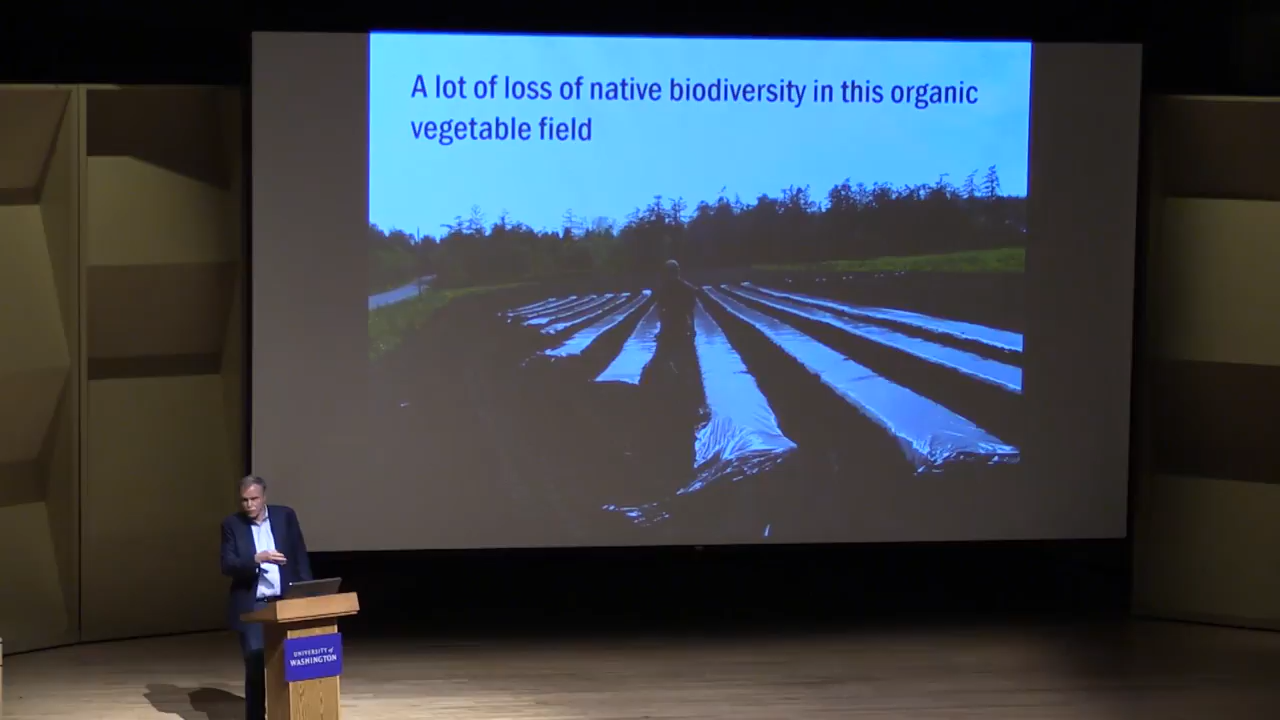 A lot of loss of native biodiversity in this organic
vegetable field
UNIVERSITY of
WASHINGTON